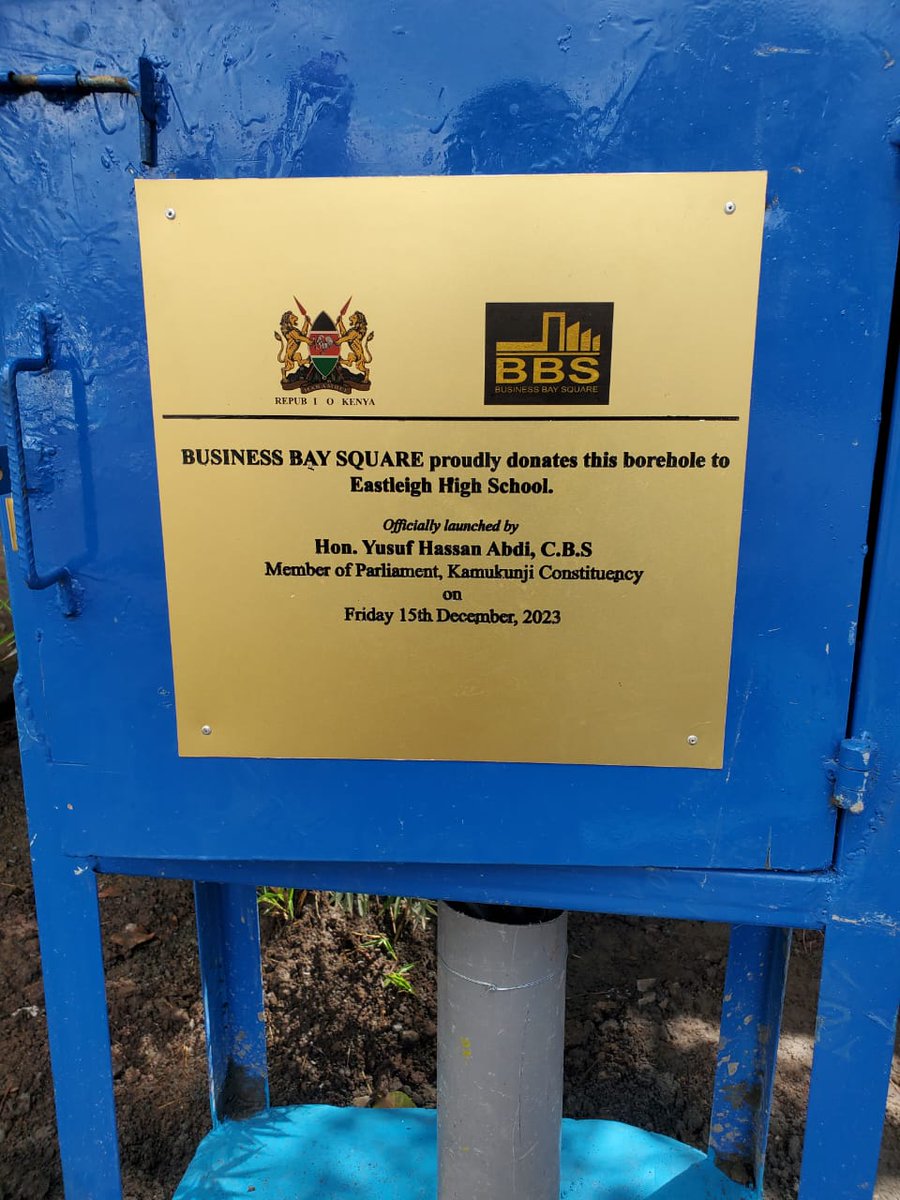 HARAMBEE
REPUB I O KENYA
BBS
BUSINESS BAY SQUARE
BUSINESS BAY SQUARE proudly donates this borehole to
Eastleigh High School.
Officially launched by
Hon. Yusuf Hassan Abdi, C.B.S
Member of Parliament, Kamukunji Constituency
on
Friday 15th December, 2023